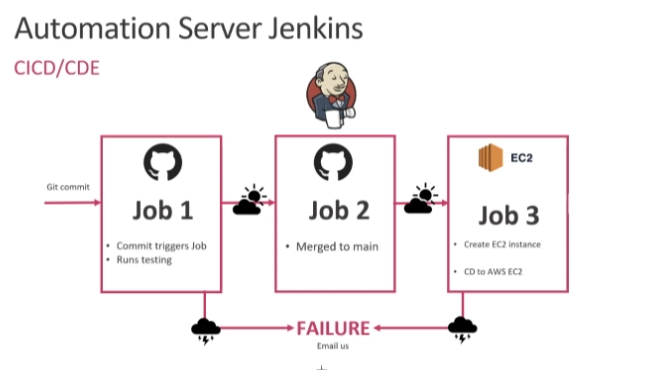 Automation Server Jenkins
CICD/CDE
Git commit
Job 1
• Commit triggers Job
• Runs testing
Job 2
• Merged to main
EC2
Job 3
• Create EC2 instance
• CD to AWS EC2
FAILURE
Email us